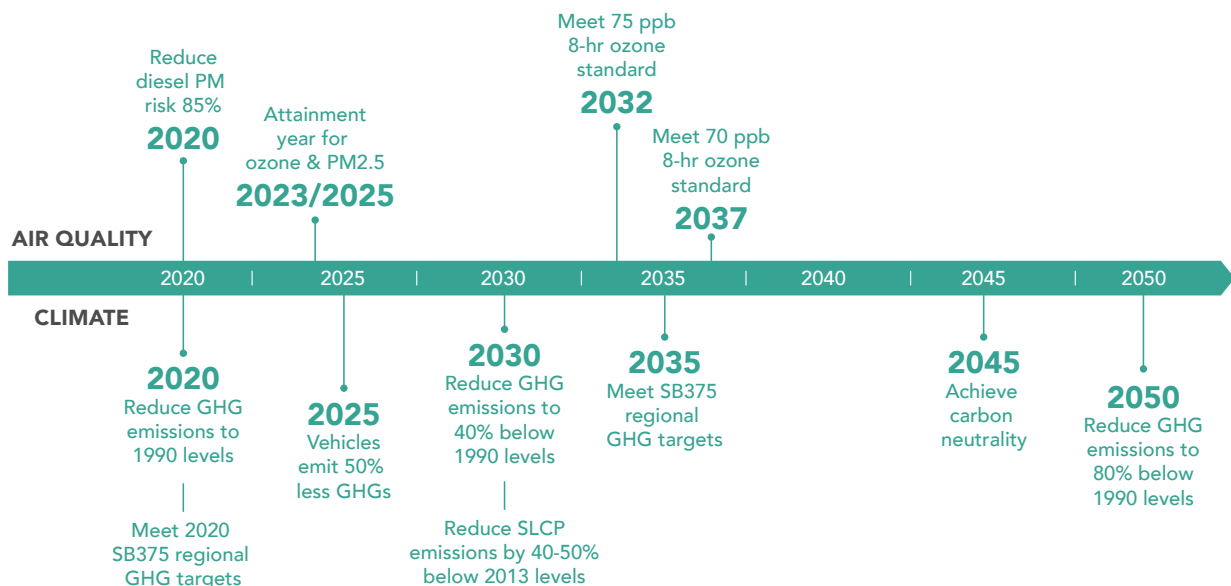 Reduce
diesel PM
risk 85%
2020
Attainment
year for
ozone & PM2.5
2023/2025
Meet 75 ppb
8-hr ozone
standard
2032
Meet 70 ppb
8-hr ozone
standard
2037
AIR QUALITY
2020 | 2025 | 2030 | 2035 | 2040 | 2045 | 2050
CLIMATE
2020
Reduce GHG
emissions to
1990 levels
Meet 2020
SB375 regional
GHG targets
2025
Vehicles
emit 50%
less GHGs
2030
Reduce GHG
emissions to
40% below
1990 levels
Reduce SLCP
emissions by 40-50%
below 2013 levels
2035
Meet SB375
regional
GHG targets
2045
Achieve
carbon
neutrality
2050
Reduce GHG
emissions to
80% below
1990 levels